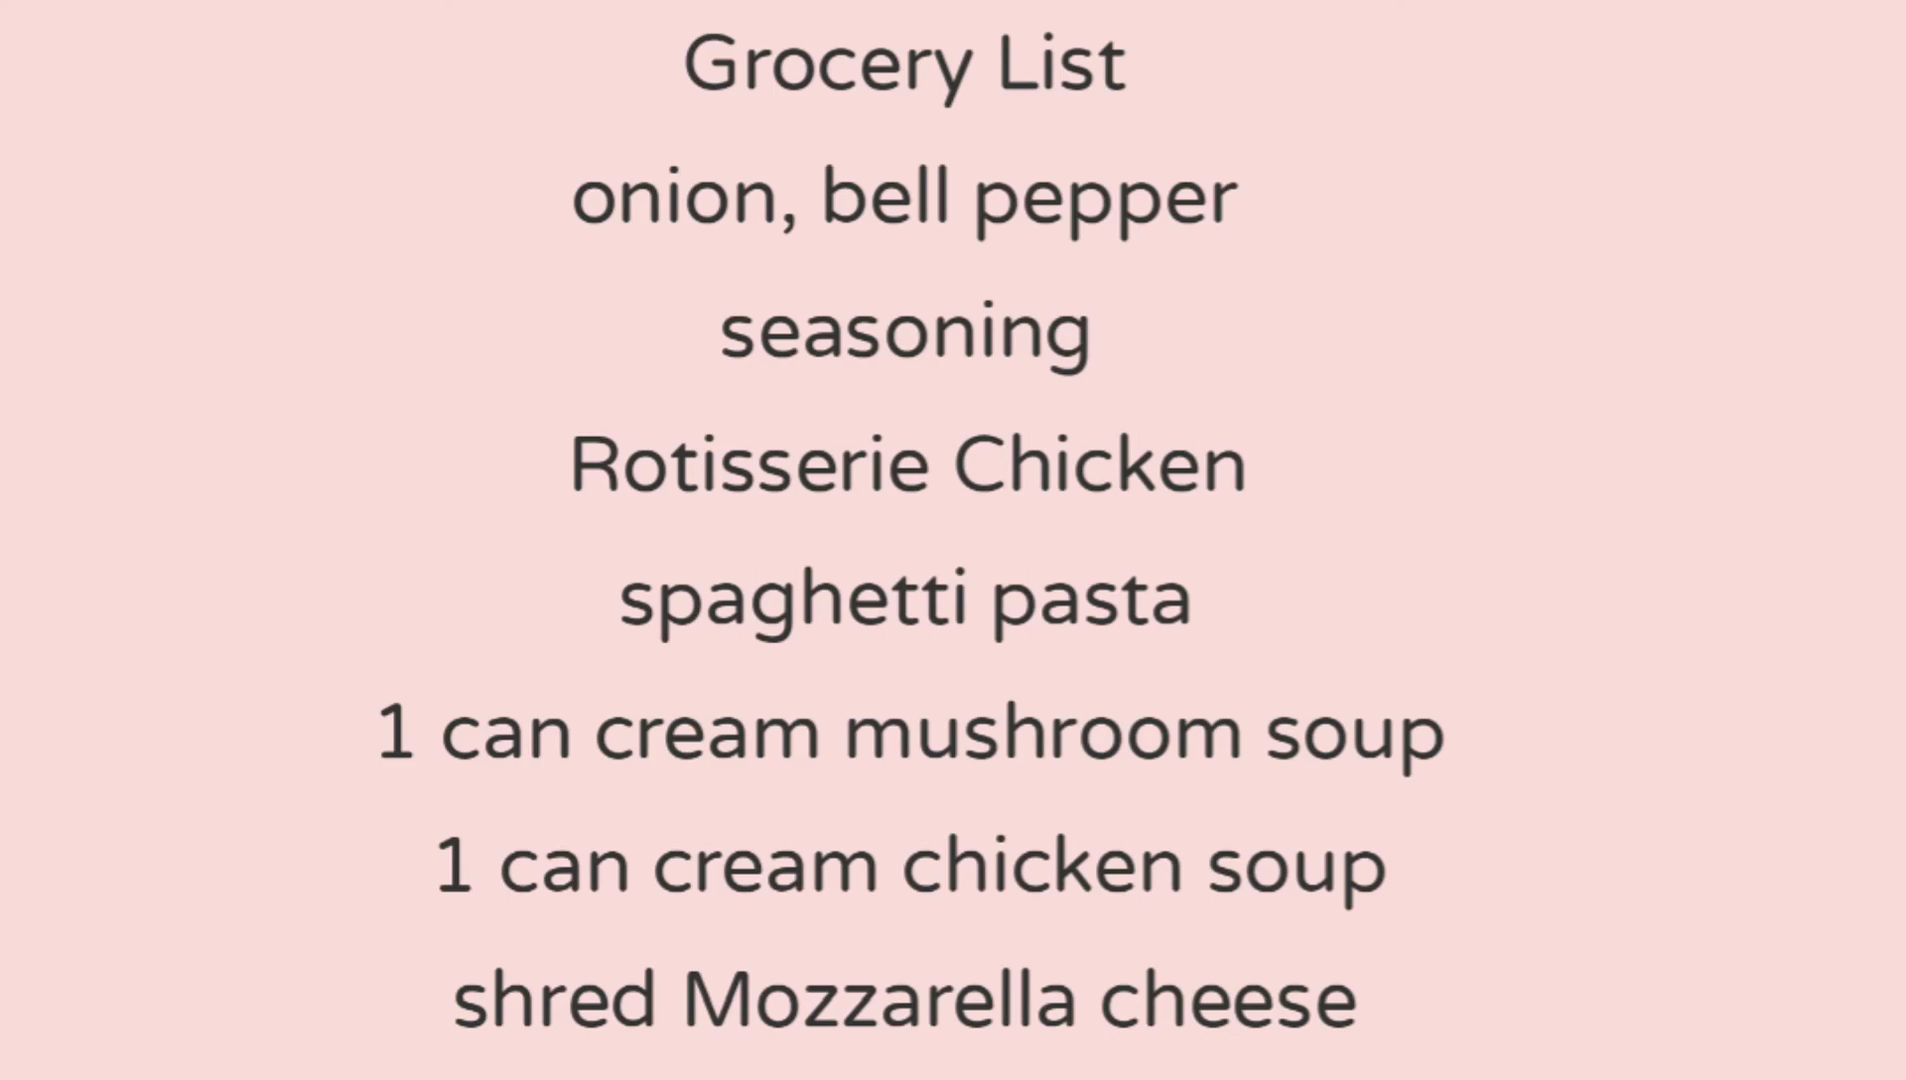 Grocery List
onion, bell pepper
seasoning
Rotisserie Chicken
spaghetti pasta
1 can cream mushroom soup
1 can cream chicken soup
shred Mozzarella cheese